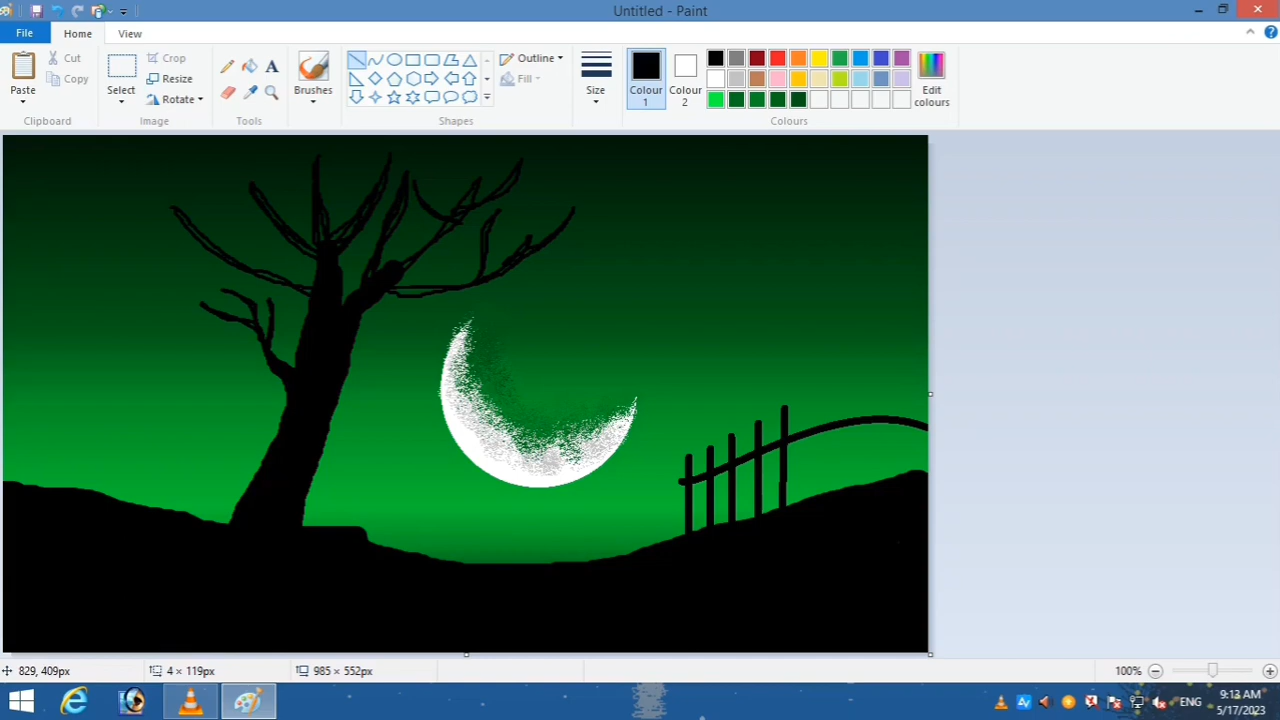 Untitled - Paint
File Home View
Paste
Cut
Copy
Clipboard
Select
Crop
Resize
Rotate
Image
A
Tools
Brushes
Shapes
Outline
Fill
Size
Colour 1
Colour 2
Edit colours
Colours
829, 409px 4 × 119px 985 × 552px 100%
ENG
9:13 AM
5/17/2023